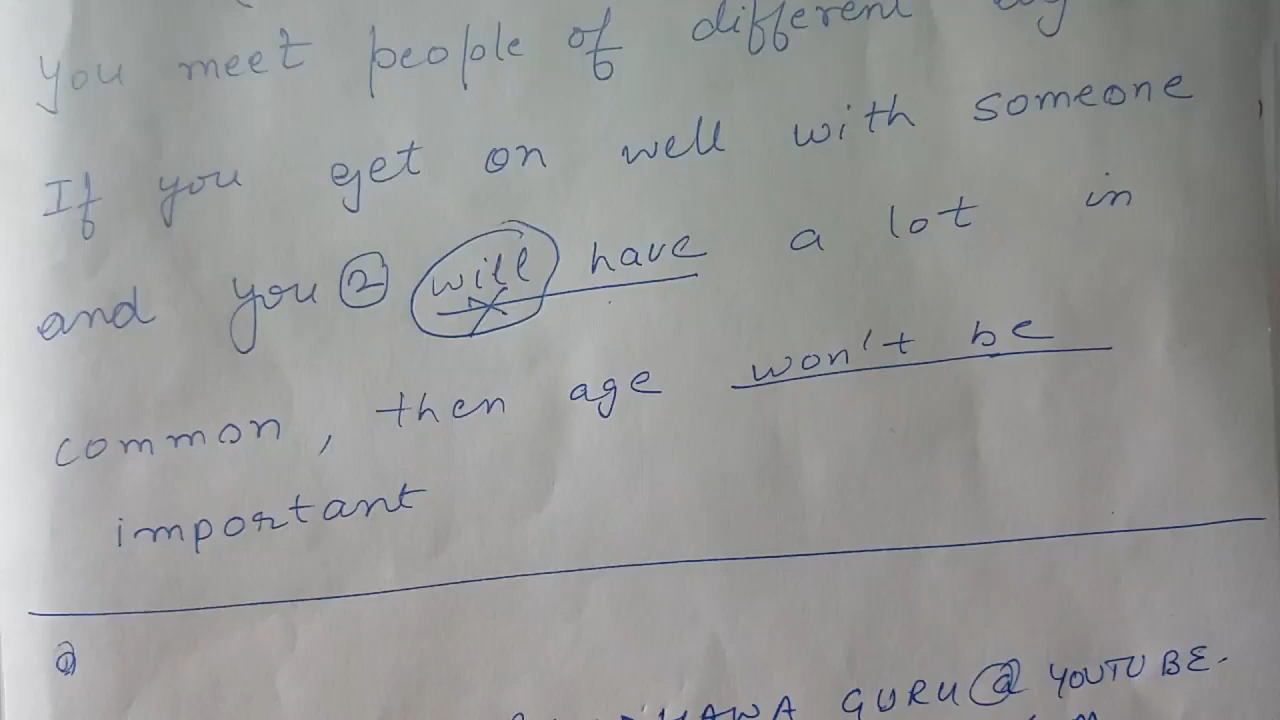 you meet people of different
If you get on well with someone
and you ② will have a lot in
common, then age won't be
important
GURU @ YOUTUBE.